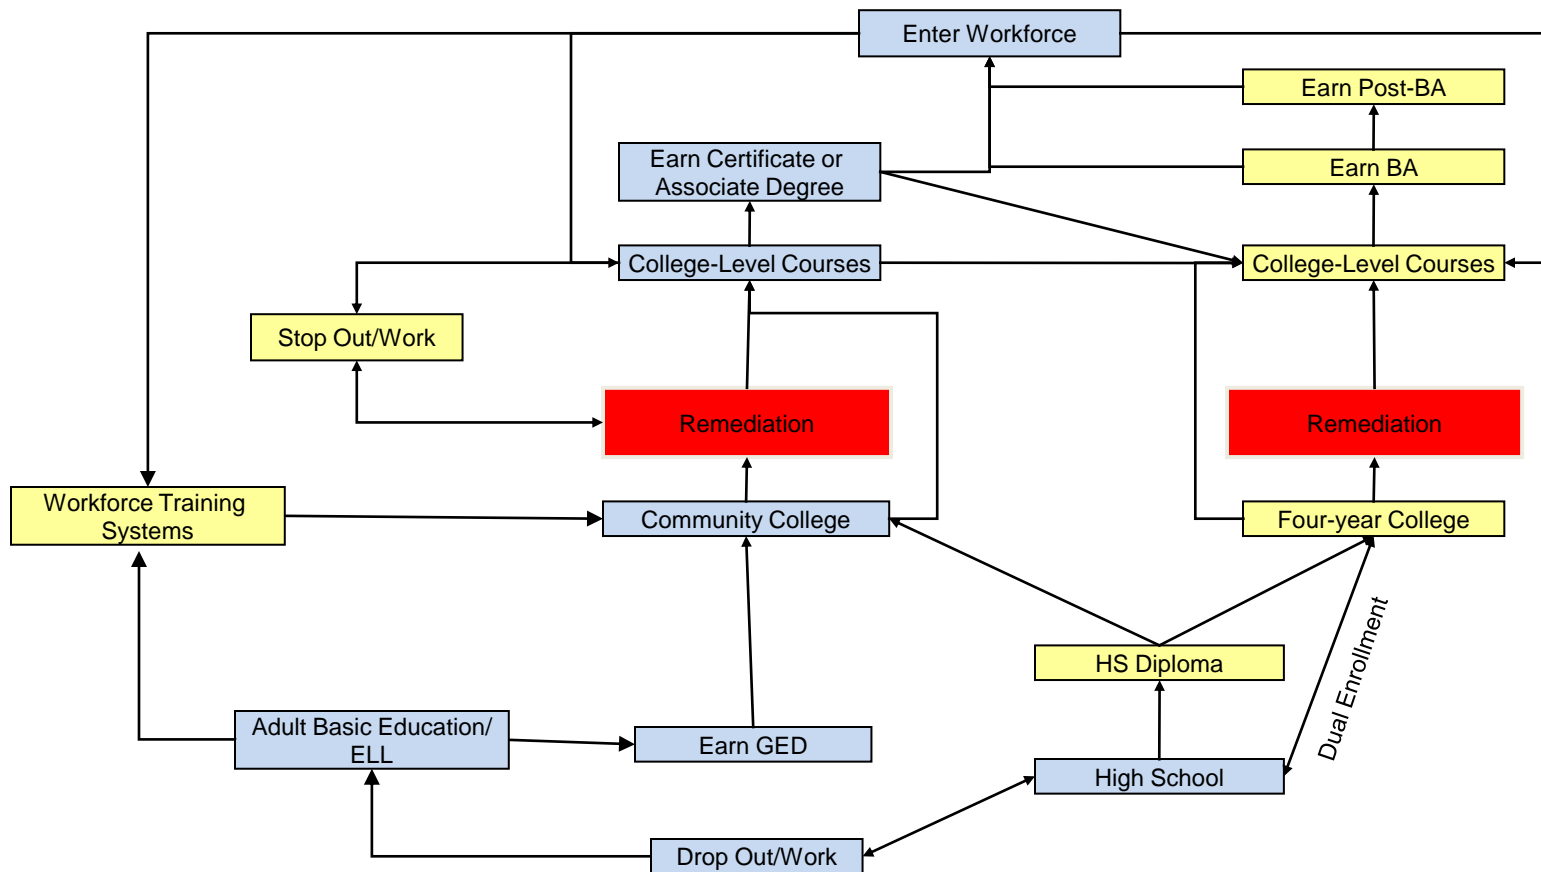 Enter Workforce
Earn Post-BA
Earn Certificate or
Associate Degree
Earn BA
College-Level Courses
College-Level Courses
Stop Out/Work
Remediation
Remediation
Workforce Training
Systems
Community College
Four-year College
Dual Enrollment
HS Diploma
Adult Basic Education/
ELL
Earn GED
High School
Drop Out/Work